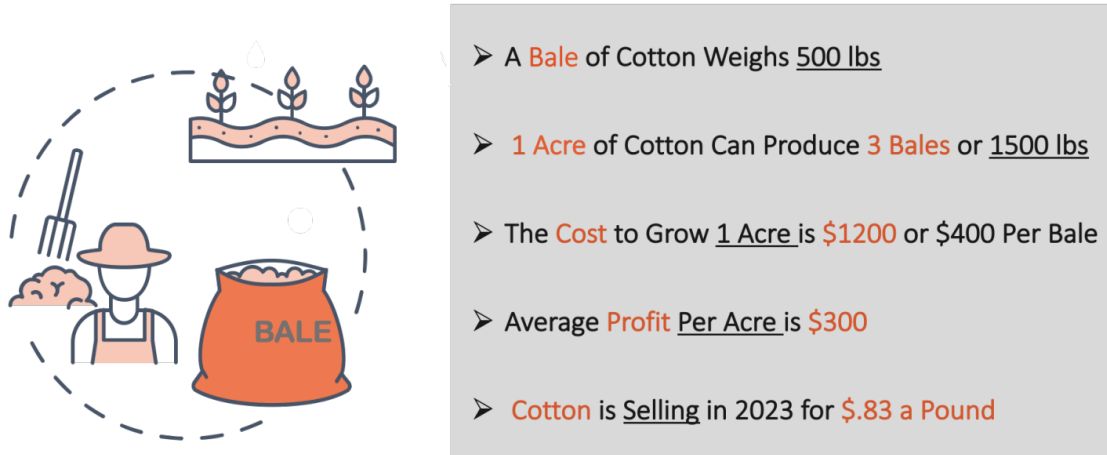 BALE
➢ A Bale of Cotton Weighs 500 lbs
➢ 1 Acre of Cotton Can Produce 3 Bales or 1500 lbs
➢ The Cost to Grow 1 Acre is $1200 or $400 Per Bale
➢ Average Profit Per Acre is $300
➢ Cotton is Selling in 2023 for $.83 a Pound